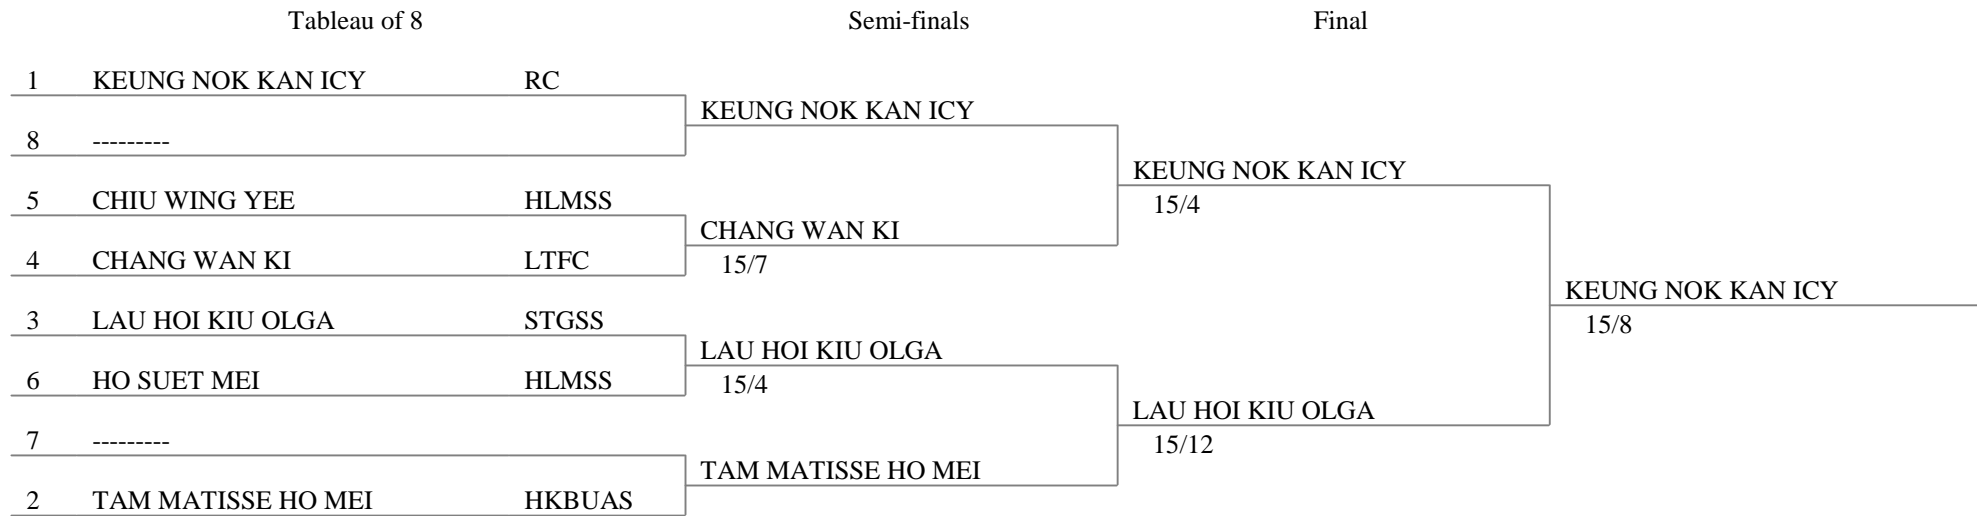 Tableau of 8 Semi-finals Final
1 KEUNG NOK KAN ICY RC
KEUNG NOK KAN ICY
8 ---------
KEUNG NOK KAN ICY
5 CHIU WING YEE HLMSS
15/4
CHANG WAN KI
4 CHANG WAN KI LTFC
15/7
KEUNG NOK KAN ICY
3 LAU HOI KIU OLGA STGSS
15/8
LAU HOI KIU OLGA
6 HO SUET MEI HLMSS
15/4
LAU HOI KIU OLGA
7 ---------
15/12
TAM MATISSE HO MEI
2 TAM MATISSE HO MEI HKBUAS